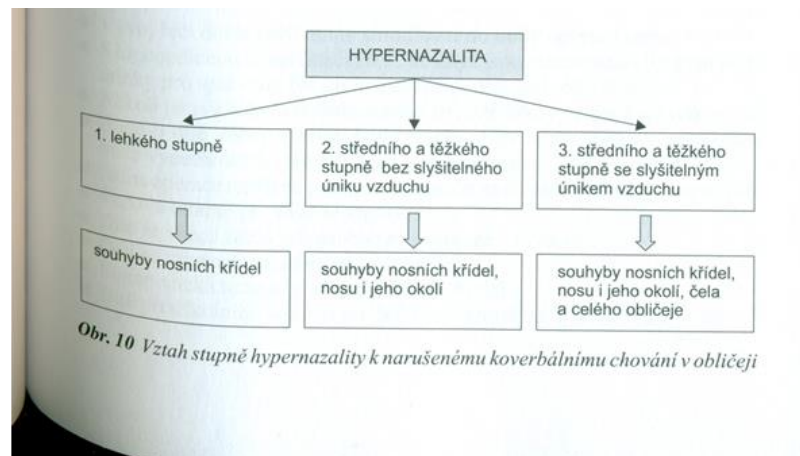 HYPERNAZALITA
1. lehkého stupně
2. středního a těžkého
stupně bez slyšitelného
úniku vzduchu
3. středního a těžkého
stupně se slyšitelným
únikem vzduchu
souhyby nosních křídel
souhyby nosních křídel,
nosu i jeho okolí
souhyby nosních křídel,
nosu i jeho okolí, čela
a celého obličeje
Obr. 10 Vztah stupně hypernazality k narušenému koverbálnímu chování v obličeji